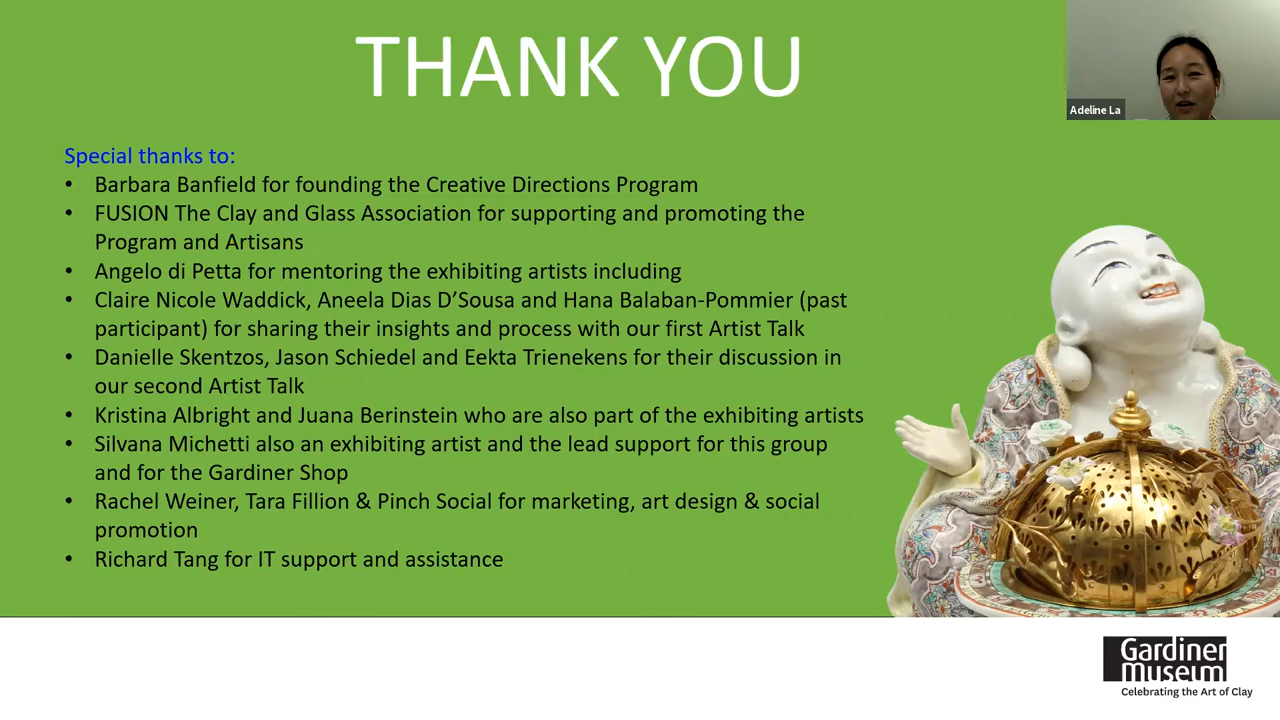 THANK YOU
Adeline La
Special thanks to:
• Barbara Banfield for founding the Creative Directions Program
• FUSION The Clay and Glass Association for supporting and promoting the
Program and Artisans
• Angelo di Petta for mentoring the exhibiting artists including
• Claire Nicole Waddick, Aneela Dias D’Sousa and Hana Balaban-Pommier (past
participant) for sharing their insights and process with our first Artist Talk
• Danielle Skentzos, Jason Schiedel and Eekta Trienekens for their discussion in
our second Artist Talk
• Kristina Albright and Juana Berinstein who are also part of the exhibiting artists
• Silvana Michetti also an exhibiting artist and the lead support for this group
and for the Gardiner Shop
• Rachel Weiner, Tara Fillion & Pinch Social for marketing, art design & social
promotion
• Richard Tang for IT support and assistance
Gardiner
Museum
Celebrating the Art of Clay